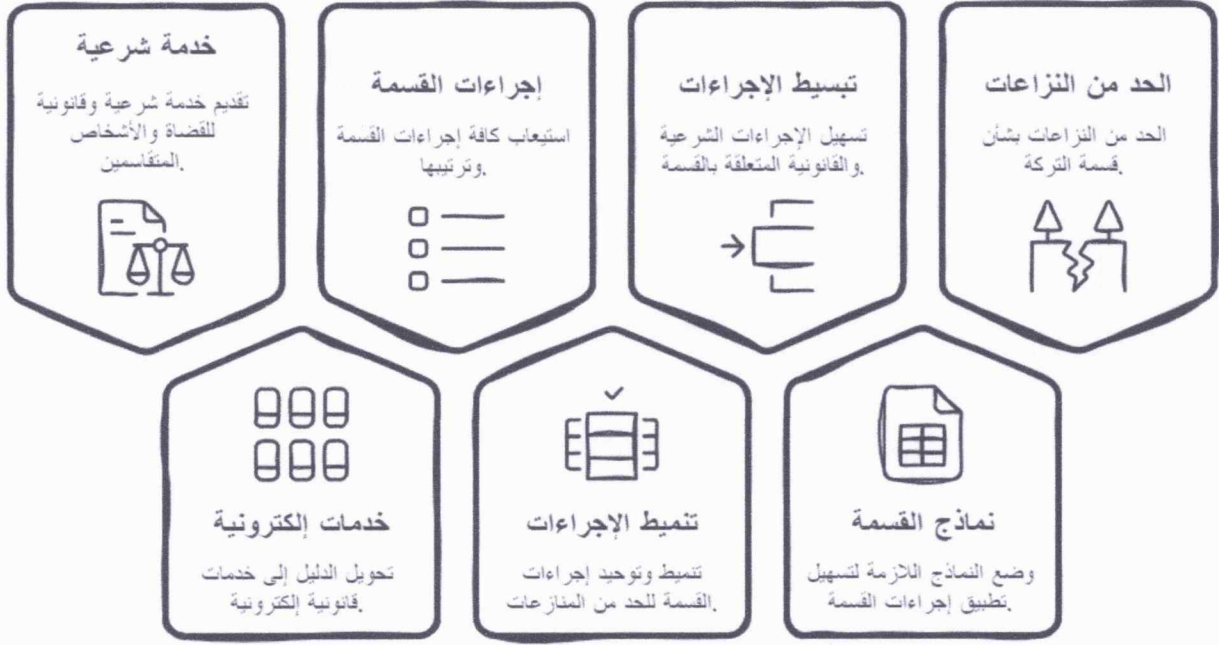 الحد من النزاعات
الحد من النزاعات بشأن
قسمة التركة.
تبسيط الإجراءات
تسهيل الإجراءات الشرعية
والقانونية المتعلقة بالقسمة.
إجراءات القسمة
استيعاب كافة إجراءات القسمة
وترتيبها.
خدمة شرعية
تقديم خدمة شرعية وقانونية
للقضاة والأشخاص
المتقاسمين.
نماذج القسمة
وضع النماذج اللازمة لتسهيل
تطبيق إجراءات القسمة.
تنميط الإجراءات
تنميط وتوحيد إجراءات
القسمة للحد من المنازعات.
خدمات إلكترونية
تحويل الدليل إلى خدمات
قانونية إلكترونية.